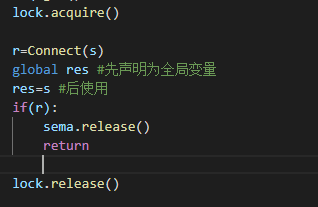 lock.acquire()
r=Connect(s)
global res #先声明为全局变量
res=s #后使用
if(r):
sema.release()
return
lock.release()